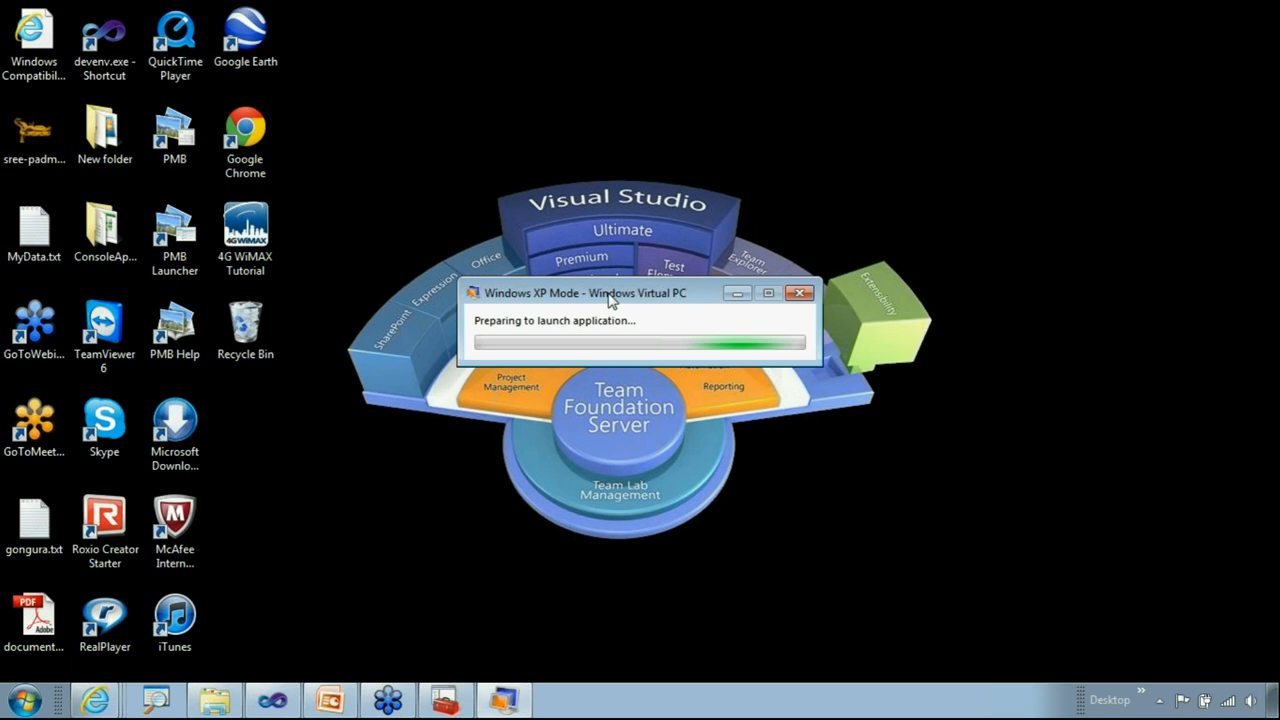 Windows
Compatibil...
devenv.exe -
Shortcut
QuickTime
Player
Google Earth
sree-padm...
New folder
PMB
Google
Chrome
MyData.txt
ConsoleAp...
PMB
Launcher
4G WiMAX
4G WiMAX
Tutorial
GoToWebi...
TeamViewer
6
PMB Help
Recycle Bin
GoToMeet...
Skype
Microsoft
Downlo...
gongura.txt
Roxio Creator
Starter
McAfee
Intern...
PDF
Adobe
document...
RealPlayer
iTunes
Visual Studio
Ultimate
Premium
Test
Team
Explorer
Office
Expression
SharePoint
Extensibility
Windows XP Mode - Windows Virtual PC
Preparing to launch application...
Project
Management
Reporting
Team
Foundation
Server
Team Lab
Management
Desktop